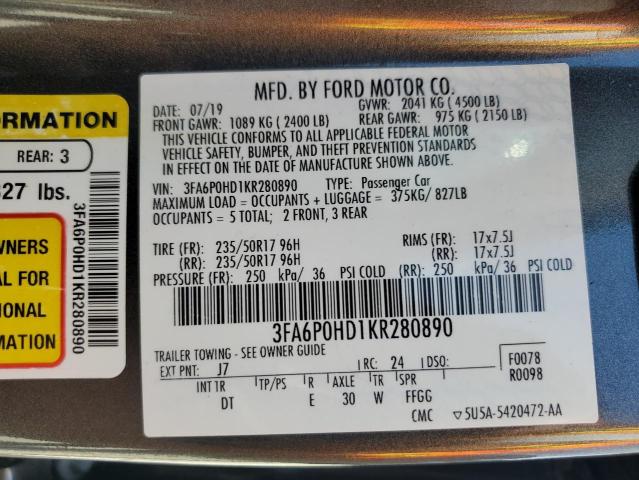 MFD. BY FORD MOTOR CO.
DATE: 07/19 GVWR: 2041 KG ( 4500 LB)
FRONT GAWR: 1089 KG ( 2400 LB) REAR GAWR: 975 KG ( 2150 LB)
THIS VEHICLE CONFORMS TO ALL APPLICABLE FEDERAL MOTOR
VEHICLE SAFETY, BUMPER, AND THEFT PREVENTION STANDARDS
IN EFFECT ON THE DATE OF MANUFACTURE SHOWN ABOVE.
VIN: 3FA6P0HD1KR280890 TYPE: Passenger Car
MAXIMUM LOAD = OCCUPANTS + LUGGAGE = 375KG/ 827LB
OCCUPANTS = 5 TOTAL; 2 FRONT, 3 REAR
TIRE (FR): 235/50R17 96H RIMS (FR): 17x7.5J
(RR): 235/50R17 96H (RR): 17x7.5J
PRESSURE (FR): 250 kPa/ 36 PSI COLD (RR): 250 kPa/ 36 PSI COLD
3FA6P0HD1KR280890
TRAILER TOWING - SEE OWNER GUIDE
EXT PNT: J7 RC: 24 DSO: F0078
R0098
INT TR TP/PS R AXLE TR SPR
DT E 30 W FFGG
CMC 5U5A-5420472-AA
ORMATION
REAR: 3
827 lbs.
WNERS
AL FOR
IONAL
MATION
3FA6P0HD1KR280890